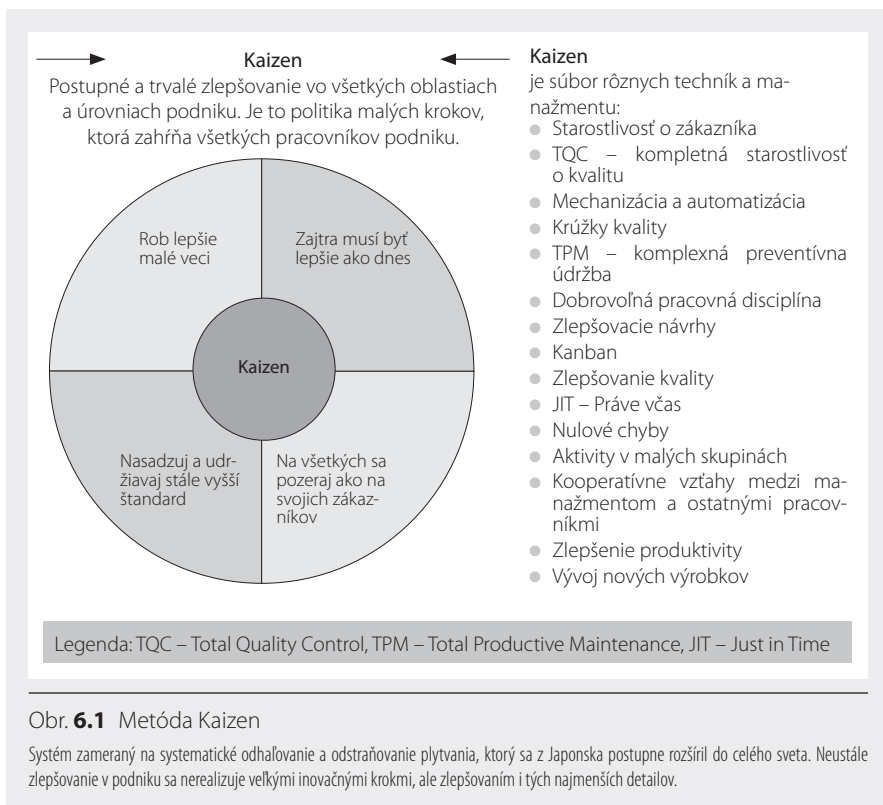 Kaizen
Postupné a trvalé zlepšovanie vo všetkých oblastiach
a úrovniach podniku. Je to politika malých krokov,
ktorá zahŕňa všetkých pracovníkov podniku.
Rob lepšie
malé veci
Zajtra musí byť
lepšie ako dnes
Kaizen
Nasadzuj a udr-
žiavaj stále vyšší
štandard
Na všetkých sa
pozeraj ako na
svojich zákaz-
níkov
Kaizen
je súbor rôznych techník a ma-
nažmentu:
Starostlivosť o zákazníka
TQC – kompletná starostlivosť
o kvalitu
Mechanizácia a automatizácia
Krúžky kvality
TPM – komplexná preventívna
údržba
Dobrovoľná pracovná disciplína
Zlepšovacie návrhy
Kanban
Zlepšovanie kvality
JIT – Práve včas
Nulové chyby
Aktivity v malých skupinách
Kooperatívne vzťahy medzi ma-
nažmentom a ostatnými pracov-
níkmi
Zlepšenie produktivity
Vývoj nových výrobkov
Legenda: TQC – Total Quality Control, TPM – Total Productive Maintenance, JIT – Just in Time
Obr. 6.1 Metóda Kaizen
Systém zameraný na systematické odhaľovanie a odstraňovanie plytvania, ktorý sa z Japonska postupne rozšíril do celého sveta. Neustále
zlepšovanie v podniku sa nerealizuje veľkými inovačnými krokmi, ale zlepšovaním i tých najmenších detailov.